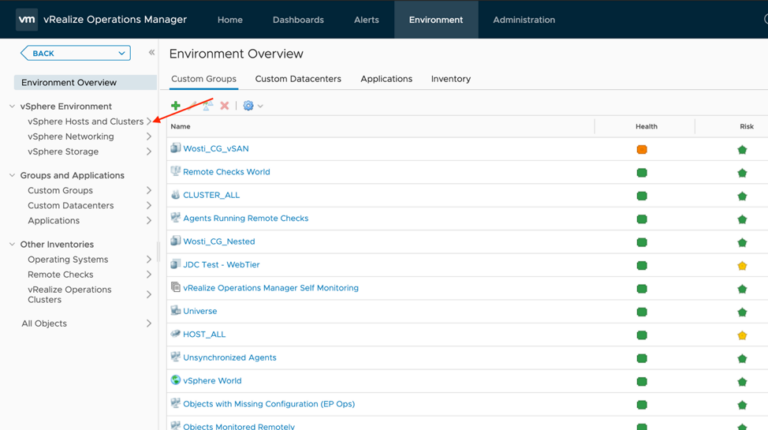 vm vRealize Operations Manager Home Dashboards Alerts Environment Administration
BACK
Environment Overview
vSphere Environment
vSphere Hosts and Clusters
vSphere Networking
vSphere Storage
Groups and Applications
Custom Groups
Custom Datacenters
Applications
Other Inventories
Operating Systems
Remote Checks
vRealize Operations
Clusters
All Objects
Environment Overview
Custom Groups Custom Datacenters Applications Inventory
Name Health Risk
Wosti_CG_vSAN
Remote Checks World
CLUSTER_ALL
Agents Running Remote Checks
Wosti_CG_Nested
JDC Test - WebTier
vRealize Operations Manager Self Monitoring
Universe
HOST_ALL
Unsynchronized Agents
vSphere World
Objects with Missing Configuration (EP Ops)
Objects Monitored Remotely